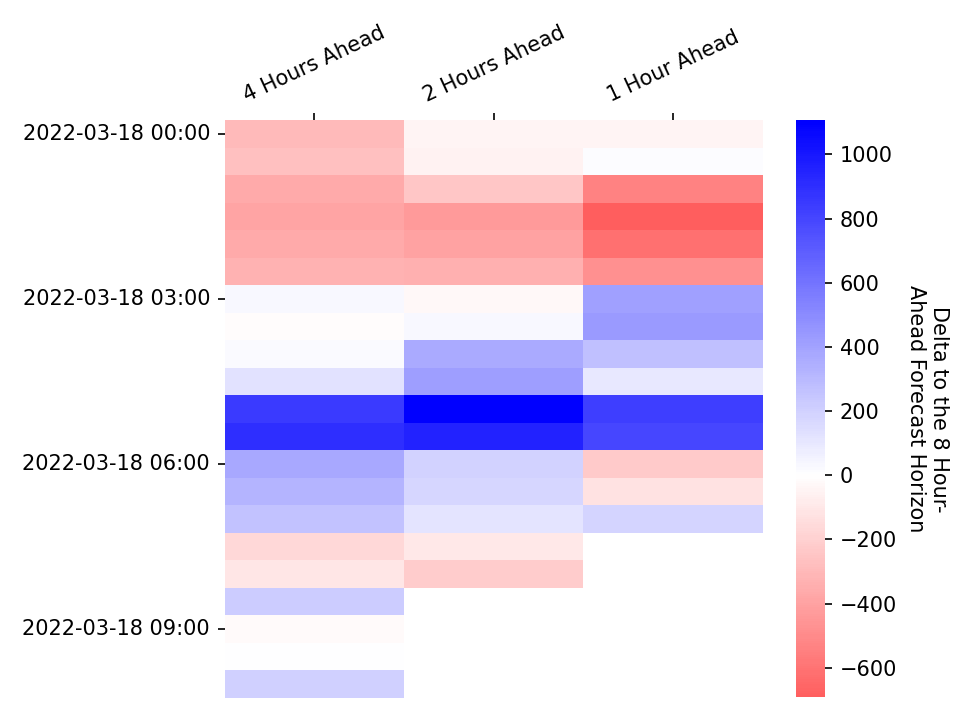 4 Hours Ahead
2 Hours Ahead
1 Hour Ahead
2022-03-18 00:00
2022-03-18 03:00
2022-03-18 06:00
2022-03-18 09:00
1000
800
600
400
200
0
−200
−400
−600
Delta to the 8 Hour-
Ahead Forecast Horizon